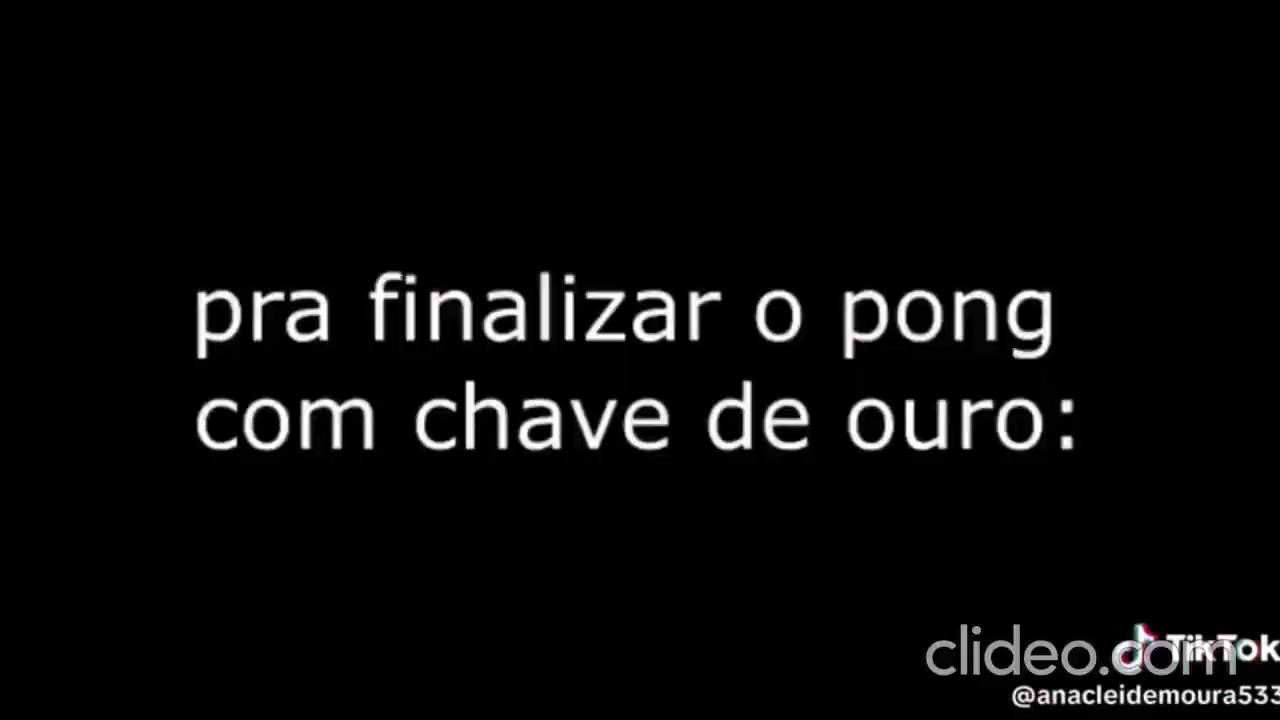 pra finalizar o pong
com chave de ouro:
clideo.com
TikTok
@anacleidemoura533